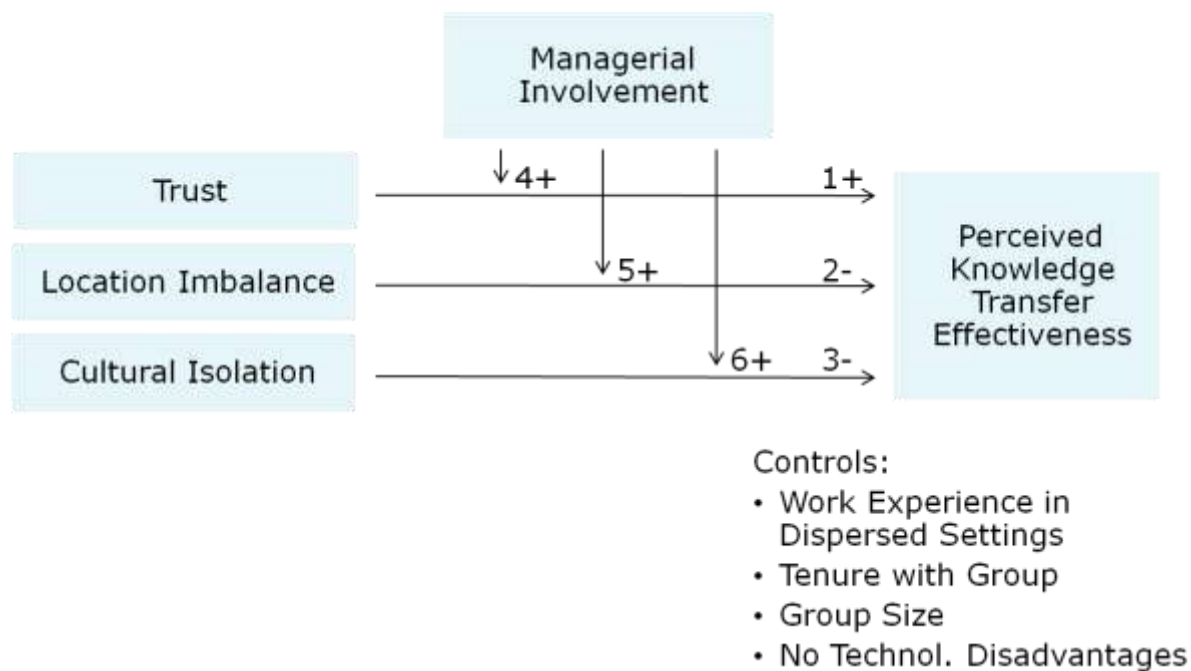 Managerial
Involvement
Trust
4+
1+
Location Imbalance
5+
2-
Cultural Isolation
6+
3-
Perceived
Knowledge
Transfer
Effectiveness
Controls:
• Work Experience in
Dispersed Settings
• Tenure with Group
• Group Size
• No Technol. Disadvantages